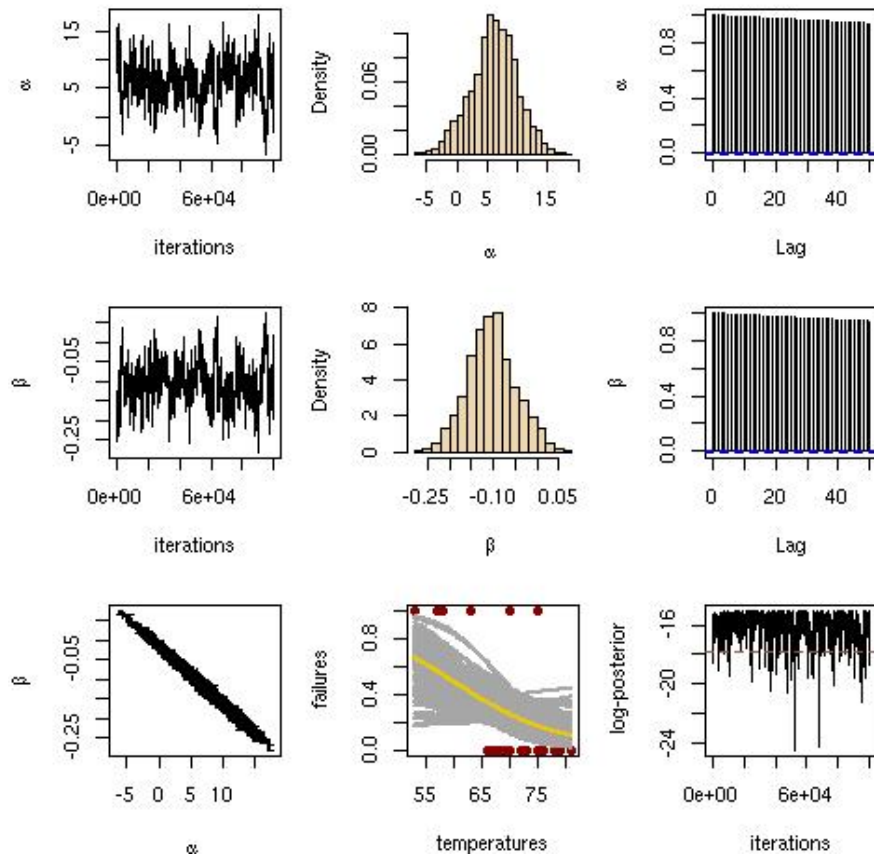 α
15
5
-5
0e+00 6e+04
iterations
Density
0.06
0.00
-5 0 5 15
α
α
0.8
0.4
0.0
0 20 40
Lag
β
-0.05
-0.25
0e+00 6e+04
iterations
Density
8
6
4
2
0
-0.25 -0.10 0.05
β
β
0.8
0.4
0.0
0 20 40
Lag
β
-0.05
-0.25
-5 0 5 10
α
failures
0.8
0.4
0.0
55 65 75
temperatures
log-posterior
-16
-20
-24
0e+00 6e+04
iterations